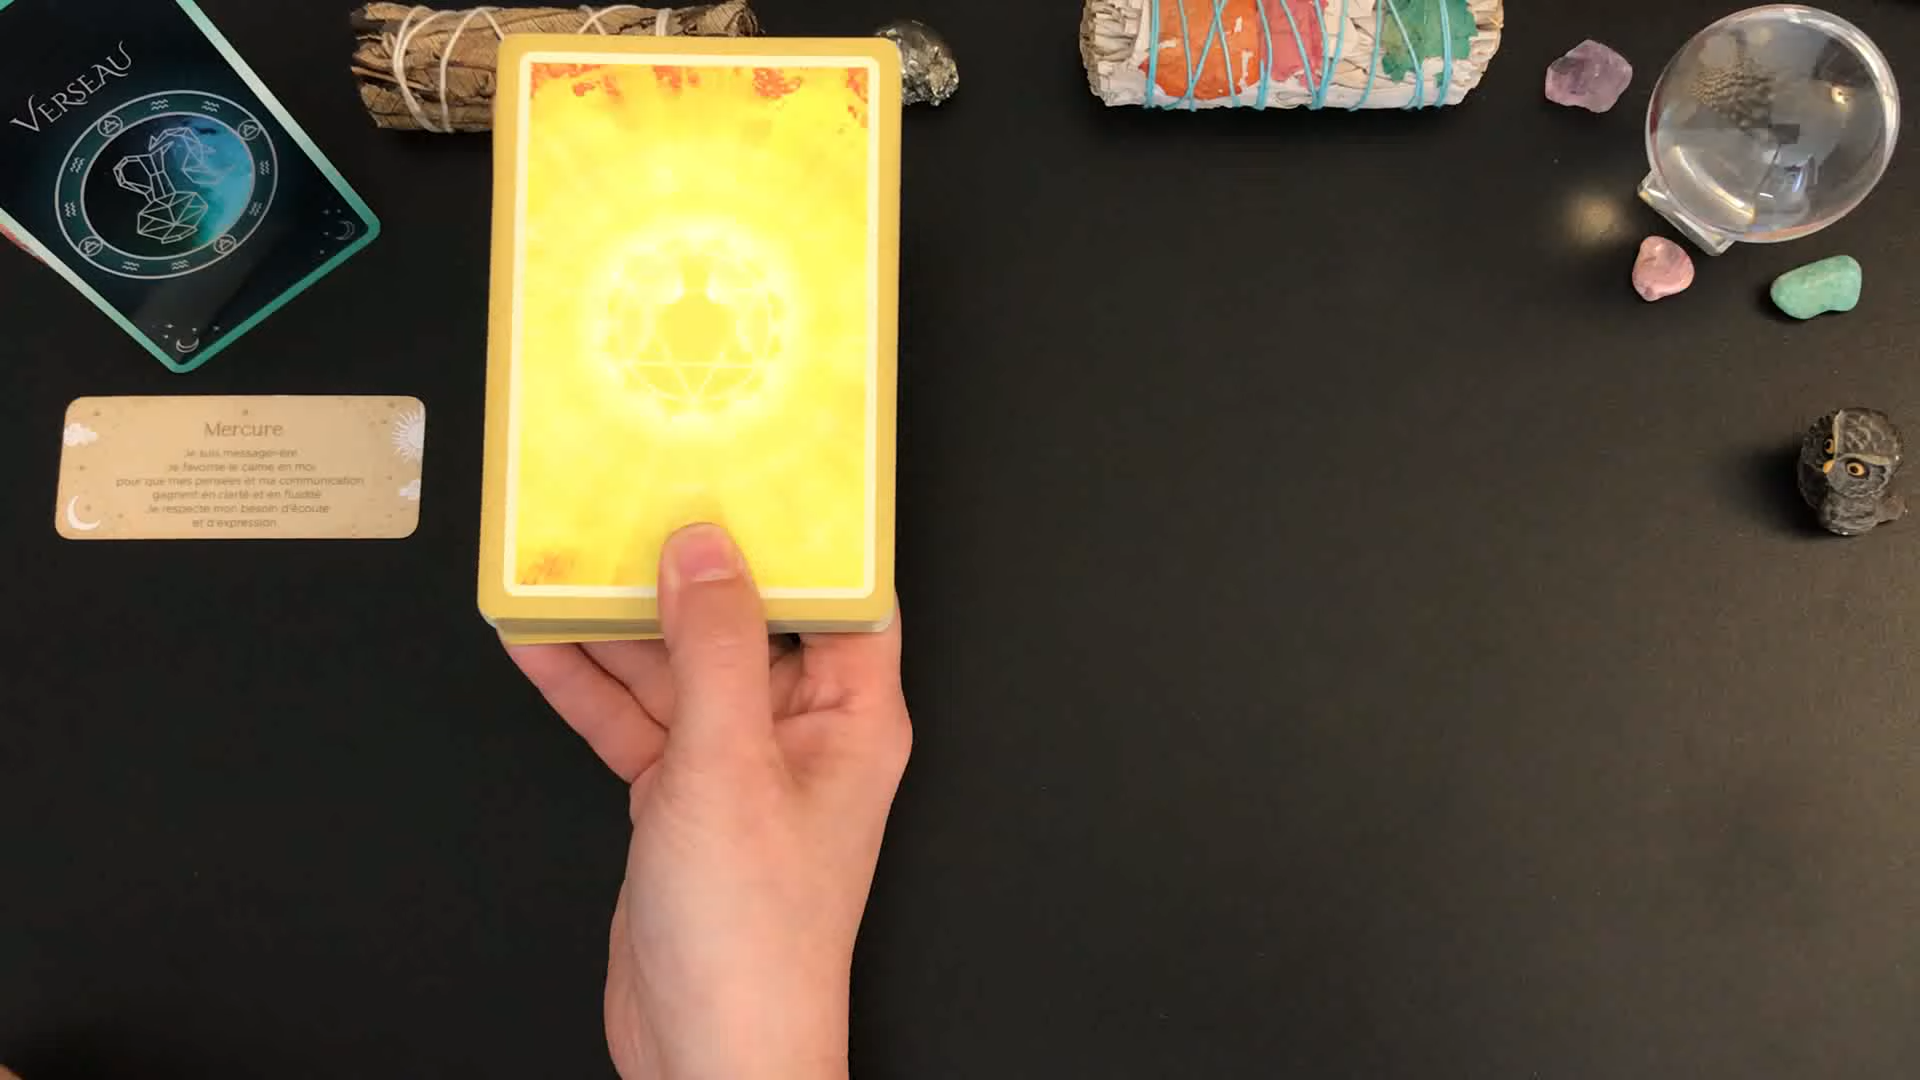 VERSEAU
Mercure
Je suis messager·ère
Je favorise le calme en moi
pour que mes pensées et ma communication
gagnent en clarté et en fluidité
Je respecte mon besoin d'écoute
et d'expression